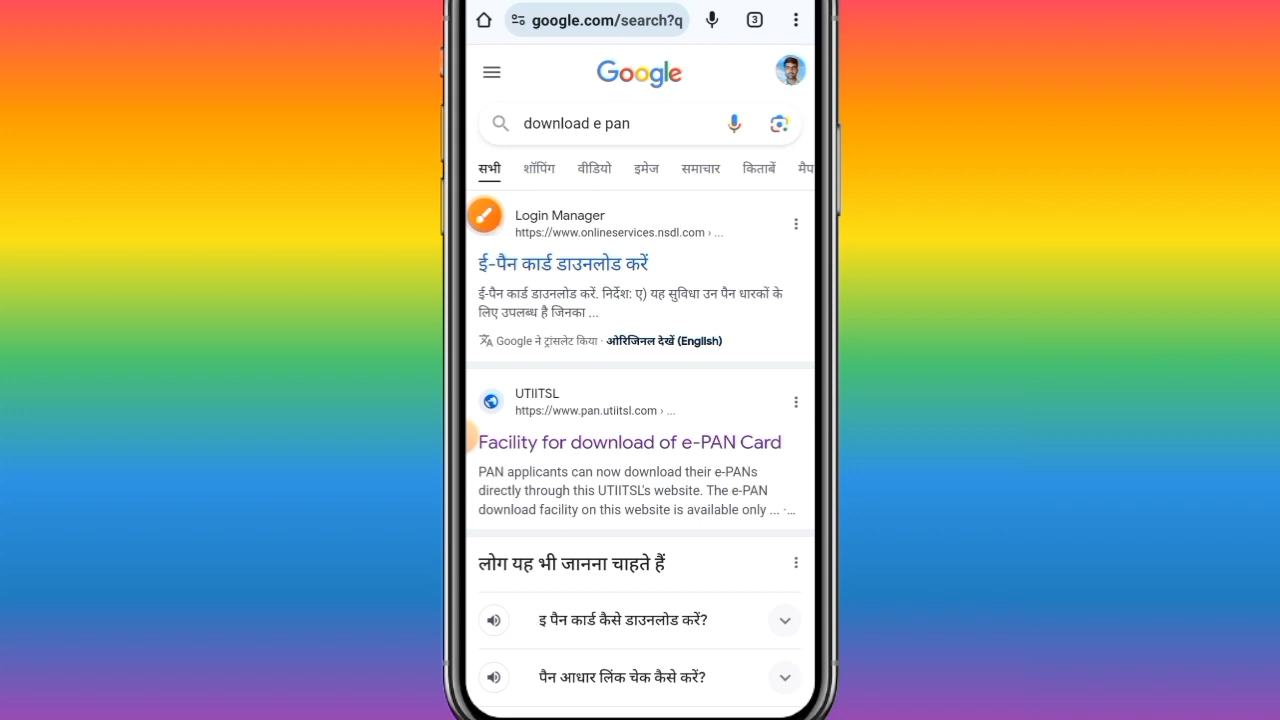 google.com/search?q
3
Google
download e pan
सभी शॉपिंग वीडियो इमेज समाचार किताबें मैप
Login Manager
https://www.onlineservices.nsdl.com › ...
ई-पैन कार्ड डाउनलोड करें
ई-पैन कार्ड डाउनलोड करें. निर्देश: ए) यह सुविधा उन पैन धारकों के
लिए उपलब्ध है जिनका ...
Google ने ट्रांसलेट किया · ओरिजिनल देखें (English)
UTIITSL
https://www.pan.utiitsl.com › ...
Facility for download of e-PAN Card
PAN applicants can now download their e-PANs
directly through this UTIITSL's website. The e-PAN
download facility on this website is available only ... ·...
लोग यह भी जानना चाहते हैं
इ पैन कार्ड कैसे डाउनलोड करें?
पैन आधार लिंक चेक कैसे करें?